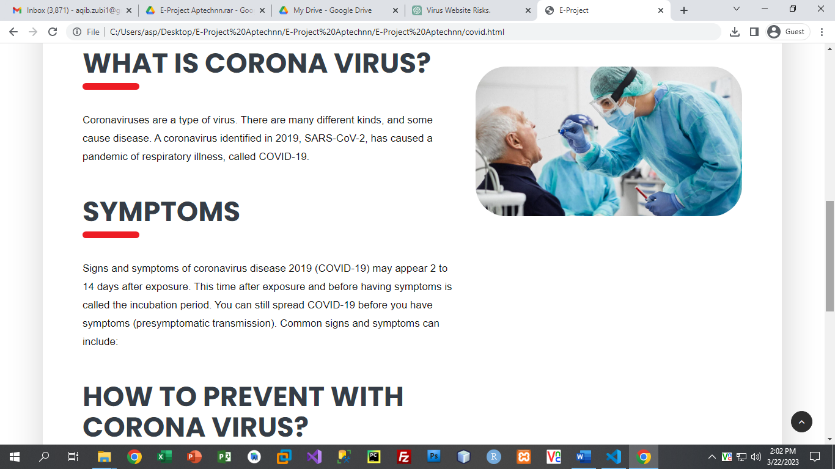 Inbox (3,871) - aqib.zubi1@g
E-Project Aptechnn.rar - Goo
My Drive - Google Drive
Virus Website Risks.
E-Project
File
C:/Users/asp/Desktop/E-Project%20Aptechnn/E-Project%20Aptechnn/E-Project%20Aptechnn/covid.html
Guest
WHAT IS CORONA VIRUS?
Coronaviruses are a type of virus. There are many different kinds, and some
cause disease. A coronavirus identified in 2019, SARS-CoV-2, has caused a
pandemic of respiratory illness, called COVID-19.
SYMPTOMS
Signs and symptoms of coronavirus disease 2019 (COVID-19) may appear 2 to
14 days after exposure. This time after exposure and before having symptoms is
called the incubation period. You can still spread COVID-19 before you have
symptoms (presymptomatic transmission). Common signs and symptoms can
include:
HOW TO PREVENT WITH
CORONA VIRUS?
2:02 PM
3/22/2023